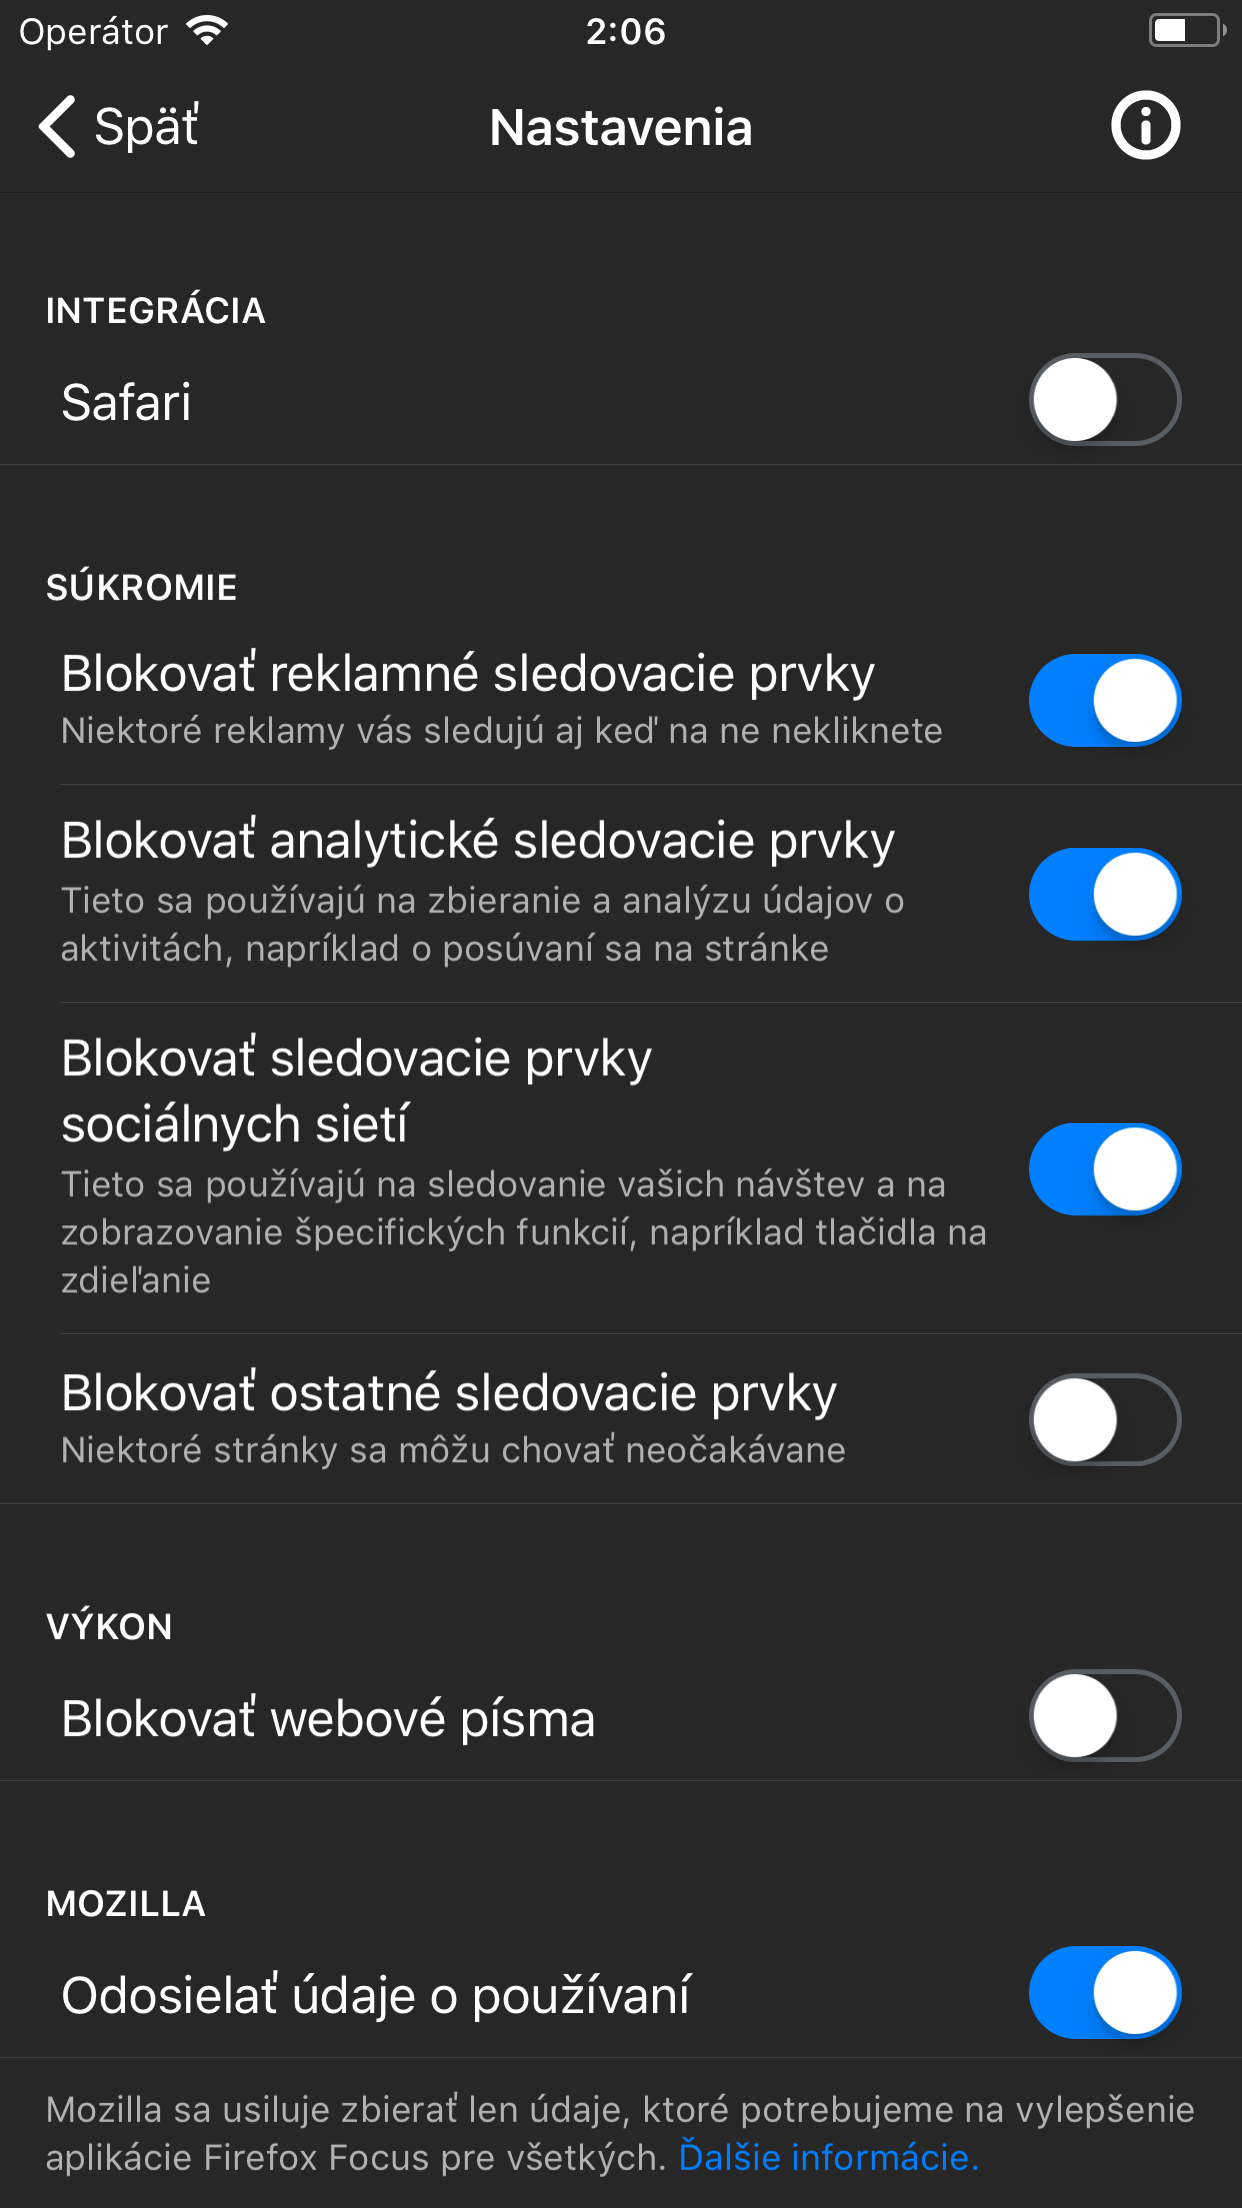 Operátor 2:06
Späť Nastavenia
INTEGRÁCIA
Safari
SÚKROMIE
Blokovať reklamné sledovacie prvky
Niektoré reklamy vás sledujú aj keď na ne nekliknete
Blokovať analytické sledovacie prvky
Tieto sa používajú na zbieranie a analýzu údajov o
aktivitách, napríklad o posúvaní sa na stránke
Blokovať sledovacie prvky
sociálnych sietí
Tieto sa používajú na sledovanie vašich návštev a na
zobrazovanie špecifických funkcií, napríklad tlačidla na
zdieľanie
Blokovať ostatné sledovacie prvky
Niektoré stránky sa môžu chovať neočakávane
VÝKON
Blokovať webové písma
MOZILLA
Odosielať údaje o používaní
Mozilla sa usiluje zbierať len údaje, ktoré potrebujeme na vylepšenie
aplikácie Firefox Focus pre všetkých. Ďalšie informácie.